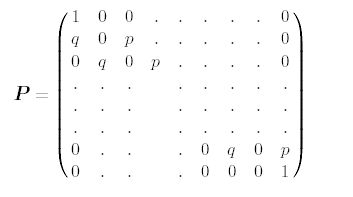 1 0 0 . . . . . 0
q 0 p . . . . . 0
0 q 0 p . . . . 0
P = . . . . . . . .
. . . . . . . .
. . . . . . . .
0 . . . 0 q 0 p
0 . . . 0 0 0 1